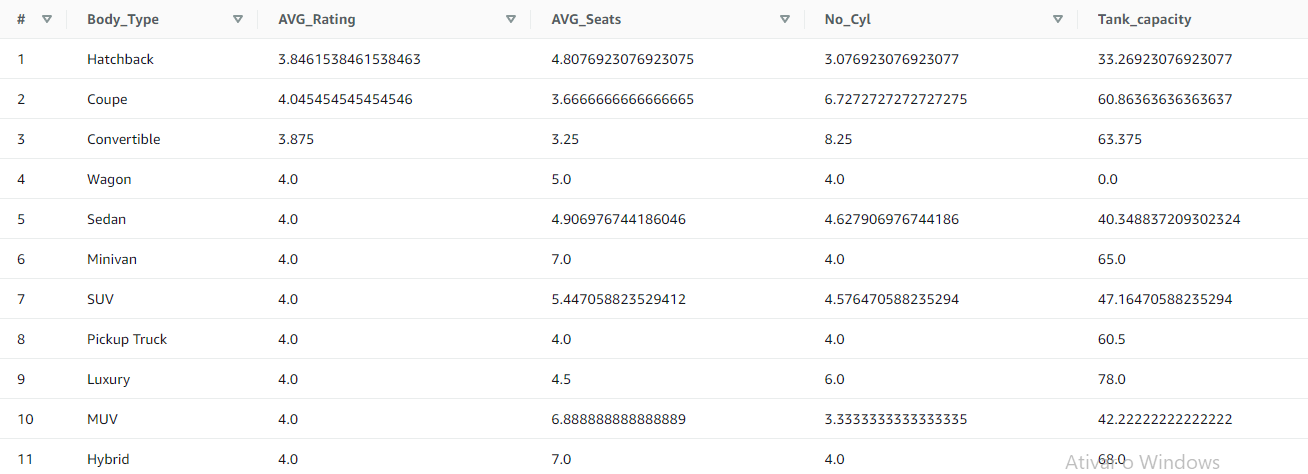 # Body_Type AVG_Rating AVG_Seats No_Cyl Tank_capacity
1 Hatchback 3.8461538461538463 4.8076923076923075 3.076923076923077 33.26923076923077
2 Coupe 4.045454545454546 3.6666666666666665 6.7272727272727275 60.86363636363637
3 Convertible 3.875 3.25 8.25 63.375
4 Wagon 4.0 5.0 4.0 0.0
5 Sedan 4.0 4.906976744186046 4.627906976744186 40.348837209302324
6 Minivan 4.0 7.0 4.0 65.0
7 SUV 4.0 5.447058823529412 4.576470588235294 47.16470588235294
8 Pickup Truck 4.0 4.0 4.0 60.5
9 Luxury 4.0 4.5 6.0 78.0
10 MUV 4.0 6.888888888888889 3.3333333333333335 42.22222222222222
11 Hybrid 4.0 7.0 4.0 68.0
Ativar o Windows